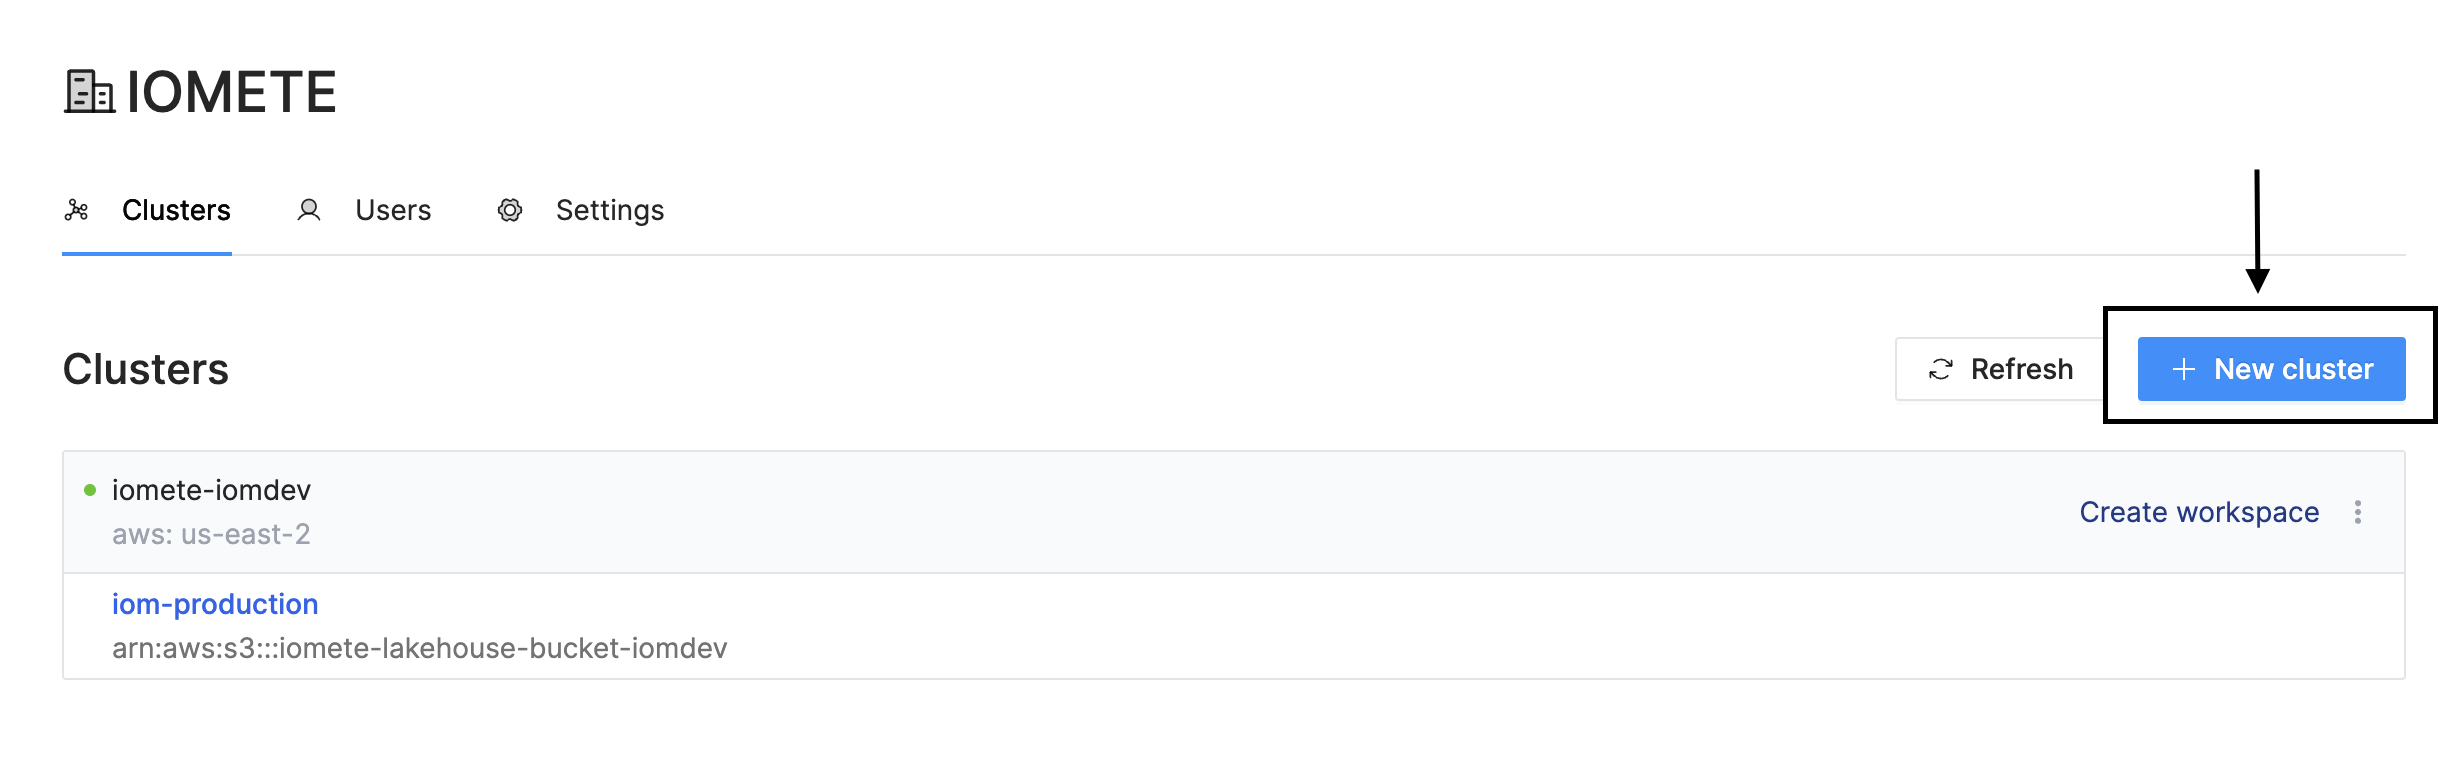 IOMETE
Clusters Users Settings
Clusters Refresh New cluster
iomete-iomdev
aws: us-east-2
Create workspace
iom-production
arn:aws:s3:::iomete-lakehouse-bucket-iomdev